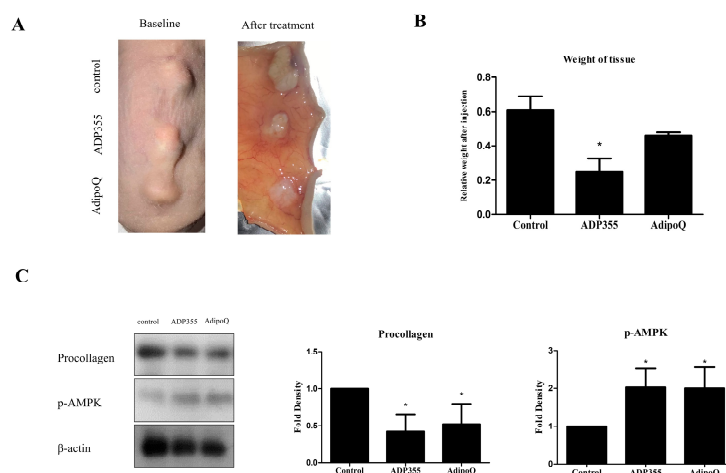 A
Baseline
After treatment
control
ADP355
AdipoQ
B
Weight of tissue
Relative weight after injection
0.8
0.6
0.4
0.2
0.0
*
Control
ADP355
AdipoQ
C
control
ADP355
AdipoQ
Procollagen
p-AMPK
β-actin
Procollagen
Fold Density
1.5
1.0
0.5
0.0
*
*
Control
ADP355
AdipoQ
p-AMPK
Fold Density
3
2
1
0
*
*
Control
ADP355
AdipoQ